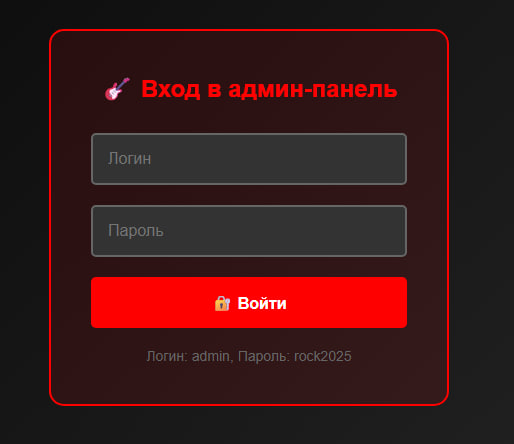 Вход в админ-панель
Логин
Пароль
Войти
Логин: admin, Пароль: rock2025